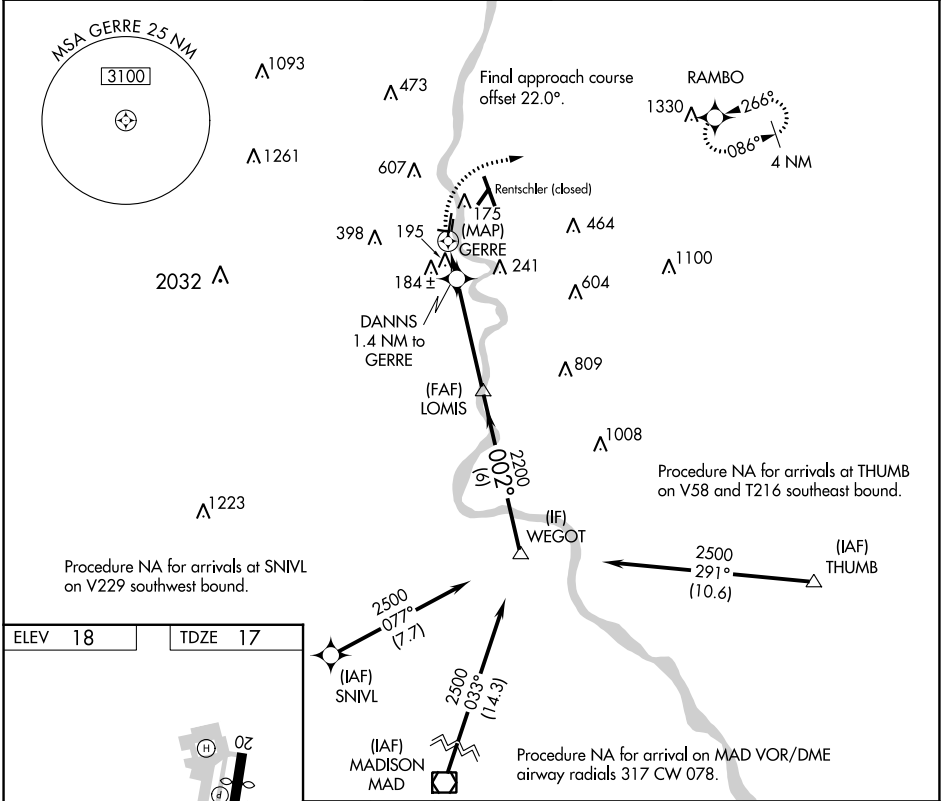 MSA GERRE 25 NM
3100
1093
473
Final approach course
offset 22.0°.
RAMBO
1330
266°
086°
4 NM
1261
607
Rentschler (closed)
175
398
195
(MAP)
GERRE
464
2032
184 ±
241
1100
604
DANNS
1.4 NM to
GERRE
809
(FAF)
LOMIS
1008
2200
002°
(6)
Procedure NA for arrivals at THUMB
on V58 and T216 southeast bound.
1223
(IF)
WEGOT
Procedure NA for arrivals at SNIVL
on V229 southwest bound.
2500
291°
(10.6)
(IAF)
THUMB
2500
077°
(7.7)
ELEV 18
TDZE 17
(IAF)
SNIVL
2500
033°
(14.3)
20
H
P
(IAF)
MADISON
MAD
Procedure NA for arrival on MAD VOR/DME
airway radials 317 CW 078.